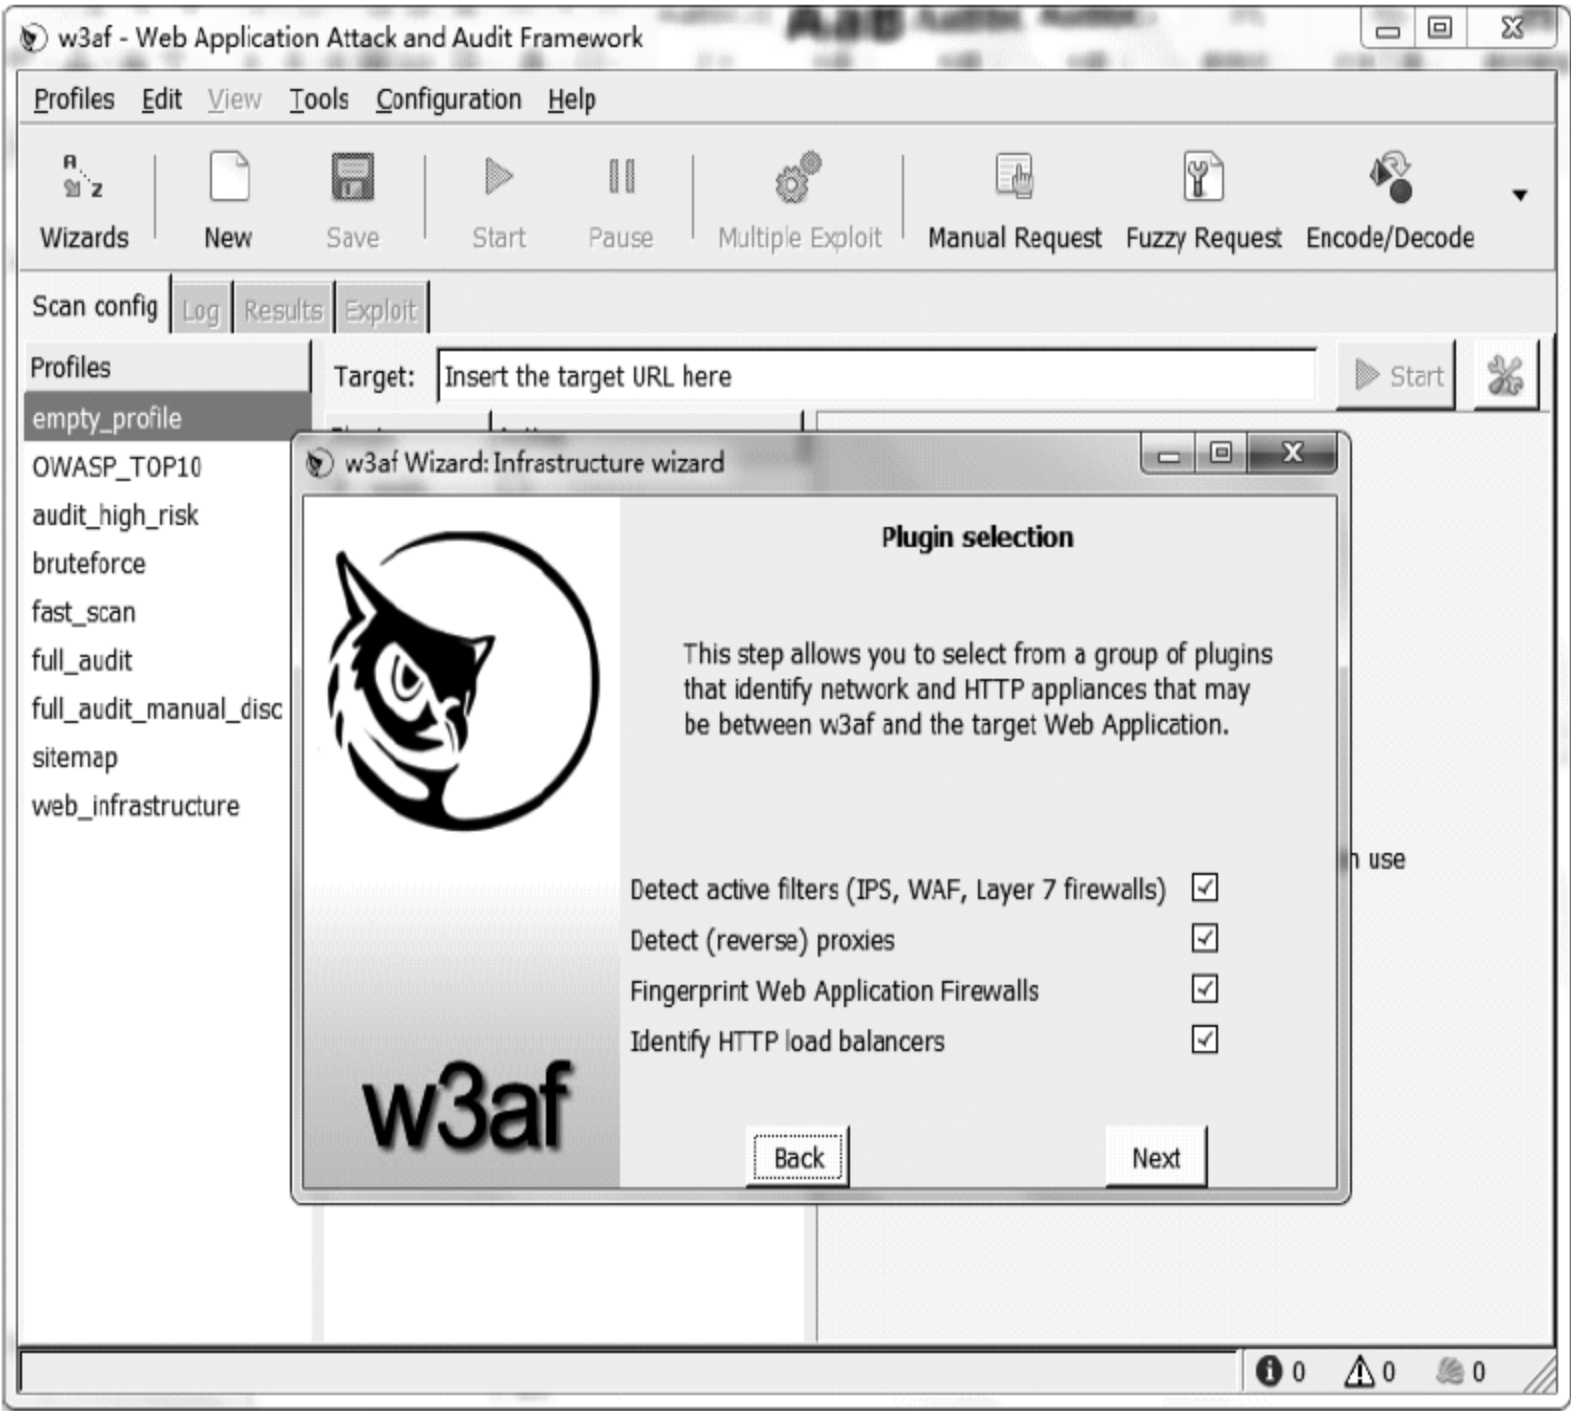 w3af - Web Application Attack and Audit Framework
Profiles Edit View Tools Configuration Help
A
Z
Wizards New Save Start Pause Multiple Exploit Manual Request Fuzzy Request Encode/Decode
Scan config Log Results Exploit
Profiles
Target: Insert the target URL here Start
empty_profile
OWASP_TOP10
audit_high_risk
bruteforce
fast_scan
full_audit
full_audit_manual_disc
sitemap
web_infrastructure
w3af Wizard: Infrastructure wizard
Plugin selection
This step allows you to select from a group of plugins
that identify network and HTTP appliances that may
be between w3af and the target Web Application.
use
Detect active filters (IPS, WAF, Layer 7 firewalls)
Detect (reverse) proxies
Fingerprint Web Application Firewalls
Identify HTTP load balancers
w3af
Back Next
0 0 0